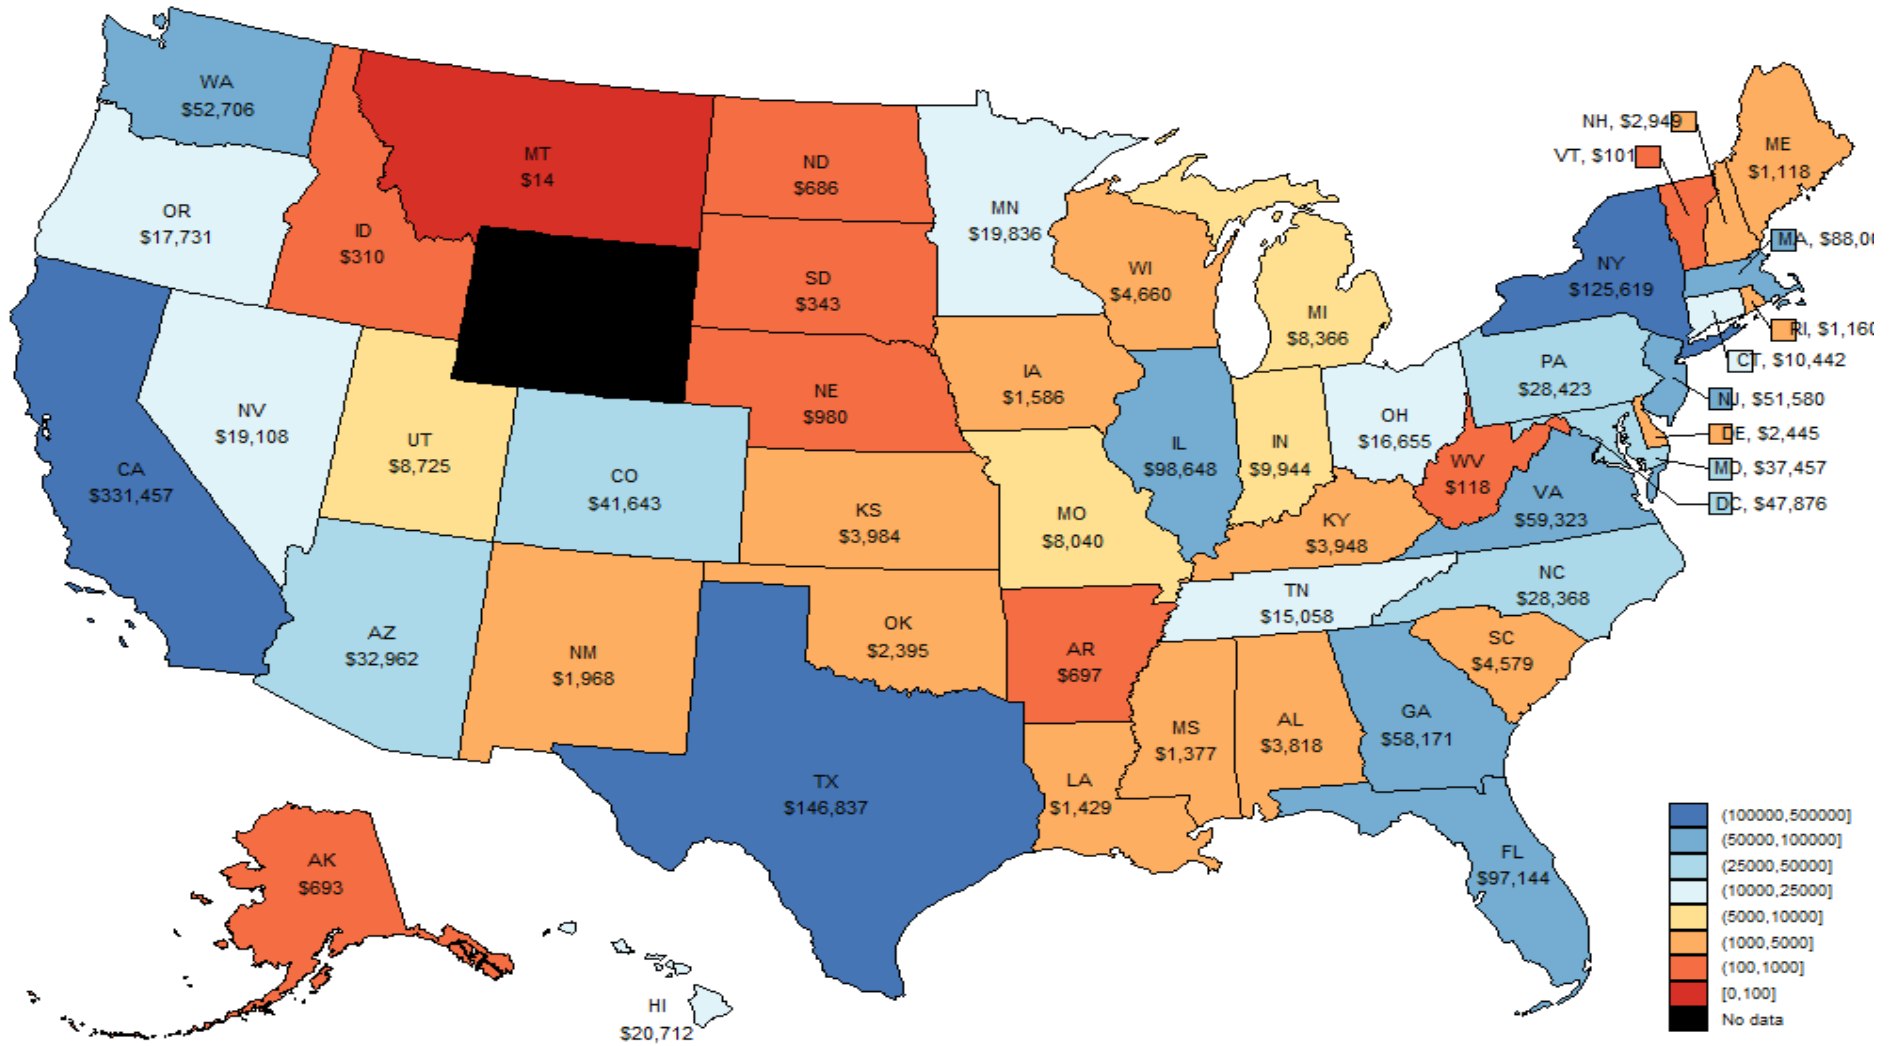 WA
$52,706
OR
$17,731
CA
$331,457
NV
$19,108
ID
$310
MT
$14
UT
$8,725
CO
$41,643
AZ
$32,962
NM
$1,968
ND
$686
SD
$343
NE
$980
KS
$3,984
OK
$2,395
TX
$146,837
MN
$19,836
IA
$1,586
MO
$8,040
AR
$697
LA
$1,429
WI
$4,660
IL
$98,648
MI
$8,366
IN
$9,944
OH
$16,655
KY
$3,948
TN
$15,058
MS
$1,377
AL
$3,818
GA
$58,171
FL
$97,144
SC
$4,579
NC
$28,368
VA
$59,323
WV
$118
PA
$28,423
NY
$125,619
ME
$1,118
NH, $2,949
VT, $101
MA, $88,0
RI, $1,160
CT, $10,442
NJ, $51,580
DE, $2,445
MD, $37,457
DC, $47,876
AK
$693
HI
$20,712
(100000,500000]
(50000,100000]
(25000,50000]
(10000,25000]
(5000,10000]
(1000,5000]
(100,1000]
[0,100]
No data